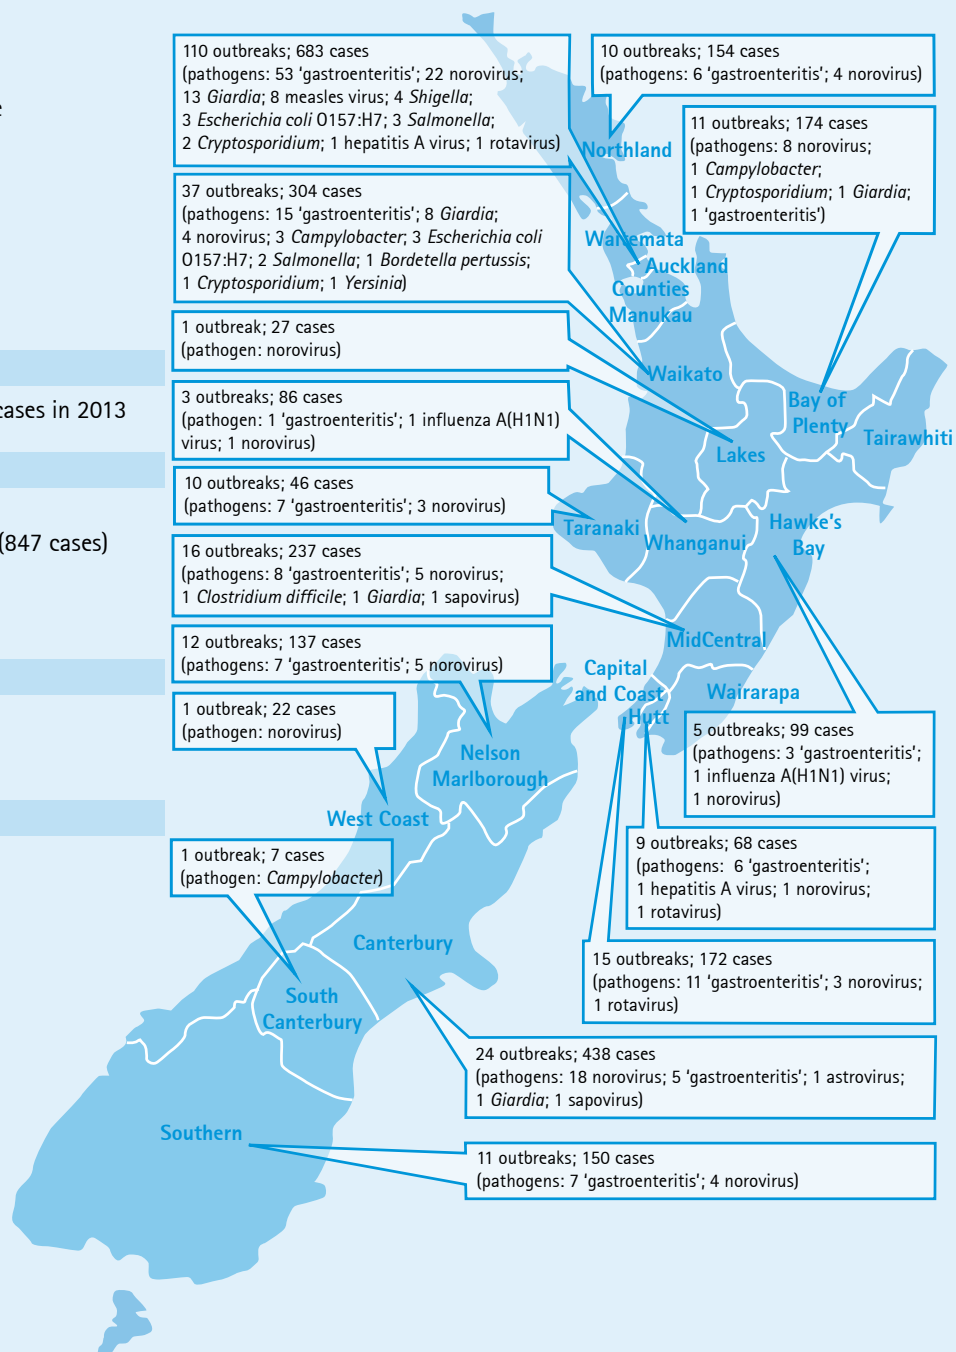 110 outbreaks; 683 cases
(pathogens: 53 'gastroenteritis'; 22 norovirus;
13 Giardia; 8 measles virus; 4 Shigella;
3 Escherichia coli O157:H7; 3 Salmonella;
2 Cryptosporidium; 1 hepatitis A virus; 1 rotavirus)
10 outbreaks; 154 cases
(pathogens: 6 'gastroenteritis'; 4 norovirus)
11 outbreaks; 174 cases
(pathogens: 8 norovirus;
1 Campylobacter;
1 Cryptosporidium; 1 Giardia;
1 'gastroenteritis')
37 outbreaks; 304 cases
(pathogens: 15 'gastroenteritis'; 8 Giardia;
4 norovirus; 3 Campylobacter; 3 Escherichia coli
O157:H7; 2 Salmonella; 1 Bordetella pertussis;
1 Cryptosporidium; 1 Yersinia)
1 outbreak; 27 cases
(pathogen: norovirus)
cases in 2013
3 outbreaks; 86 cases
(pathogen: 1 'gastroenteritis'; 1 influenza A(H1N1)
virus; 1 norovirus)
10 outbreaks; 46 cases
(pathogens: 7 'gastroenteritis'; 3 norovirus)
(847 cases)
16 outbreaks; 237 cases
(pathogens: 8 'gastroenteritis'; 5 norovirus;
1 Clostridium difficile; 1 Giardia; 1 sapovirus)
12 outbreaks; 137 cases
(pathogens: 7 'gastroenteritis'; 5 norovirus)
1 outbreak; 22 cases
(pathogen: norovirus)
1 outbreak; 7 cases
(pathogen: Campylobacter)
5 outbreaks; 99 cases
(pathogens: 3 'gastroenteritis';
1 influenza A(H1N1) virus;
1 norovirus)
9 outbreaks; 68 cases
(pathogens: 6 'gastroenteritis';
1 hepatitis A virus; 1 norovirus;
1 rotavirus)
15 outbreaks; 172 cases
(pathogens: 11 'gastroenteritis'; 3 norovirus;
1 rotavirus)
24 outbreaks; 438 cases
(pathogens: 18 norovirus; 5 'gastroenteritis'; 1 astrovirus;
1 Giardia; 1 sapovirus)
11 outbreaks; 150 cases
(pathogens: 7 'gastroenteritis'; 4 norovirus)
Northland
Waitemata
Auckland
Counties
Manukau
Waikato
Bay of
Plenty
Tairawhiti
Lakes
Taranaki
Whanganui
Hawke's
Bay
MidCentral
Capital
and Coast
Hutt
Wairarapa
Nelson
Marlborough
West Coast
Canterbury
South
Canterbury
Southern